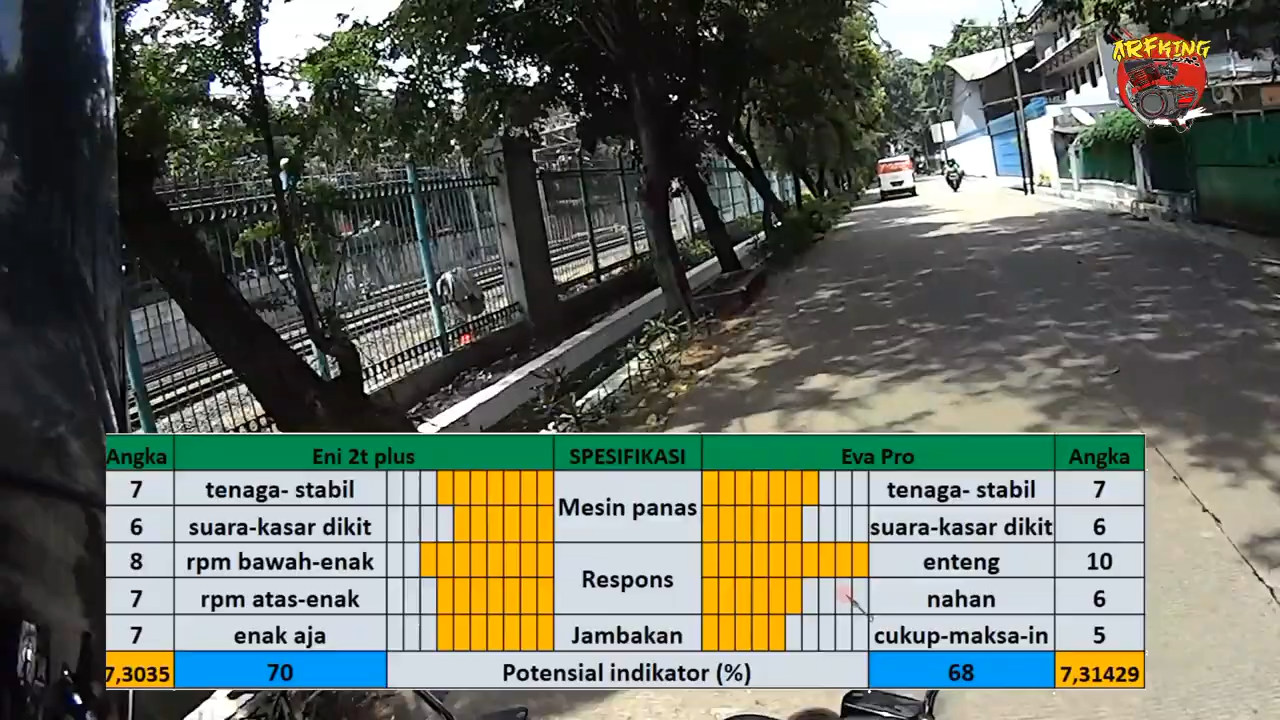 ARFKING
Angka Eni 2t plus SPESIFIKASI Eva Pro Angka
7 tenaga- stabil Mesin panas tenaga- stabil 7
6 suara-kasar dikit suara-kasar dikit 6
8 rpm bawah-enak Respons enteng 10
7 rpm atas-enak nahan 6
7 enak aja Jambakan cukup-maksa-in 5
7,3035 70 Potensial indikator (%) 68 7,31429